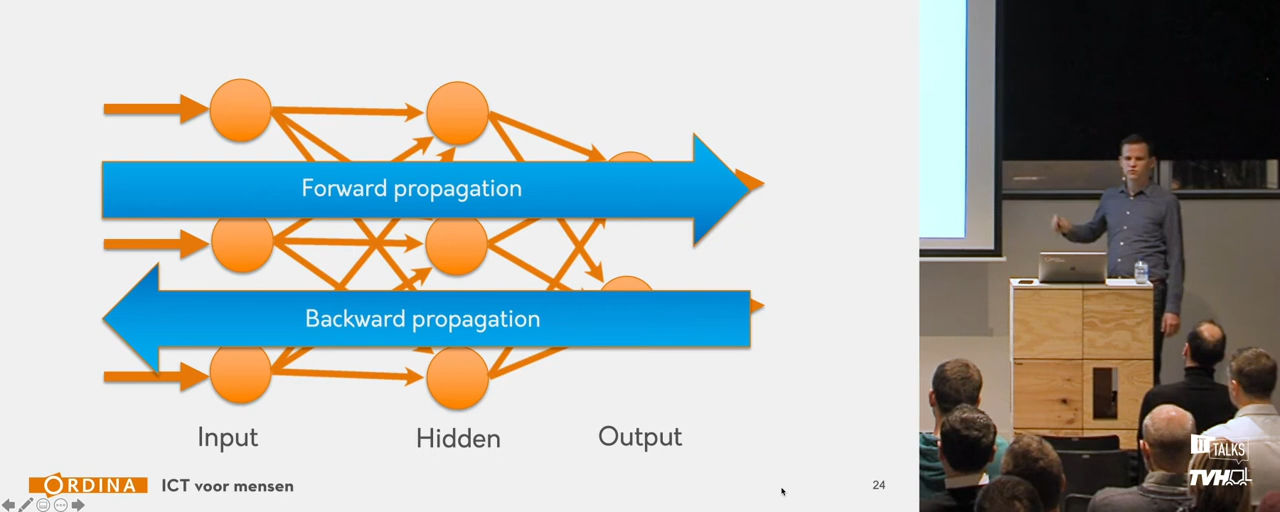 Forward propagation
Backward propagation
Input
Hidden
Output
ORDINA
ICT voor mensen
24
IT
TALKS
TVH